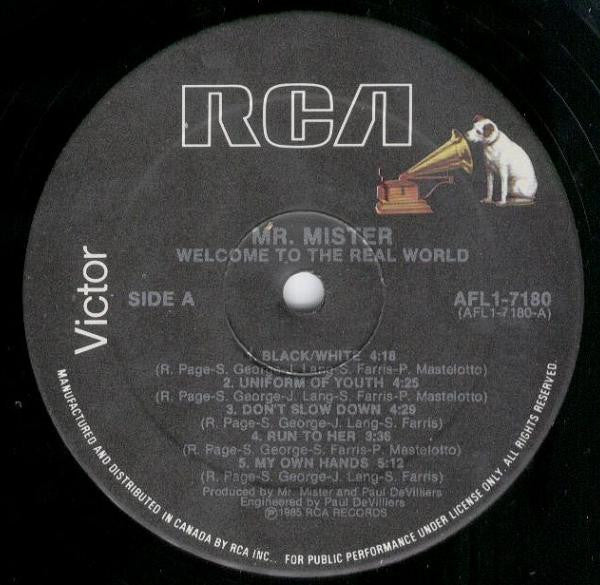 RCA
Victor
MR. MISTER
WELCOME TO THE REAL WORLD
SIDE A
AFL1-7180
(AFL1-7180-A)
1. BLACK/WHITE 4:18
(R. Page-S. George-J. Lang-S. Farris-P. Mastelotto)
2. UNIFORM OF YOUTH 4:25
(R. Page-S. George-J. Lang-S. Farris-P. Mastelotto)
3. DON'T SLOW DOWN 4:29
(R. Page-S. George-J. Lang-S. Farris)
4. RUN TO HER 3:36
(R. Page-S. George-S. Farris-P. Mastelotto)
5. MY OWN HANDS 5:12
(R. Page-S. George-J. Lang-S. Farris)
Produced by Mr. Mister and Paul DeVilliers
Engineered by Paul DeVilliers
℗1985 RCA RECORDS
MANUFACTURED AND DISTRIBUTED IN CANADA BY RCA INC.. FOR PUBLIC PERFORMANCE UNDER LICENSE ONLY. ALL RIGHTS RESERVED.